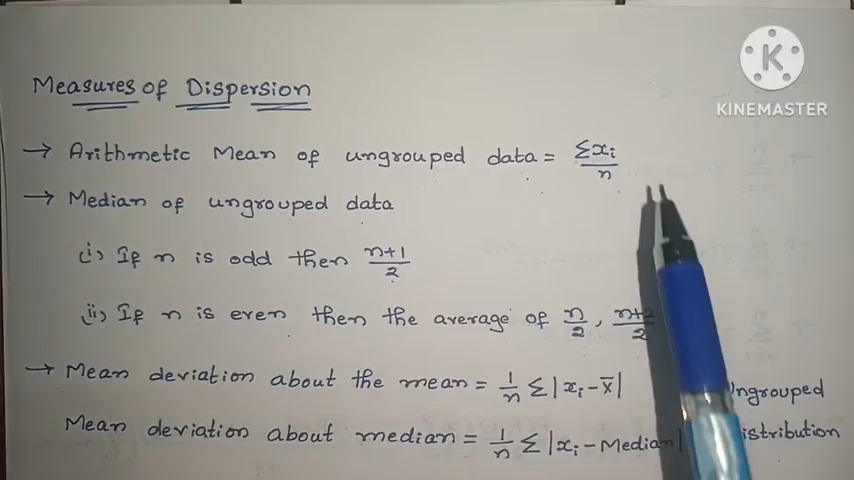 KINEMASTER
Measures of Dispersion
→ Arithmetic Mean of ungrouped data = Σxᵢ/n
→ Median of ungrouped data
(i) If n is odd then n+1/2
(ii) If n is even then the average of n/2, n+2/2
→ Mean deviation about the mean = 1/n Σ|xᵢ - x̄|
ungrouped
Mean deviation about median = 1/n Σ|xᵢ - Median|